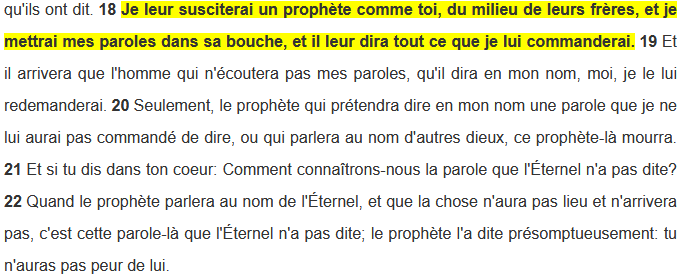 qu'ils ont dit. 18 Je leur susciterai un prophète comme toi, du milieu de leurs frères, et je
mettrai mes paroles dans sa bouche, et il leur dira tout ce que je lui commanderai. 19 Et
il arrivera que l'homme qui n'écoutera pas mes paroles, qu'il dira en mon nom, moi, je le lui
redemanderai. 20 Seulement, le prophète qui prétendra dire en mon nom une parole que je ne
lui aurai pas commandé de dire, ou qui parlera au nom d'autres dieux, ce prophète-là mourra.
21 Et si tu dis dans ton coeur: Comment connaîtrons-nous la parole que l'Éternel n'a pas dite?
22 Quand le prophète parlera au nom de l'Éternel, et que la chose n'aura pas lieu et n'arrivera
pas, c'est cette parole-là que l'Éternel n'a pas dite; le prophète l'a dite présomptueusement: tu
n'auras pas peur de lui.